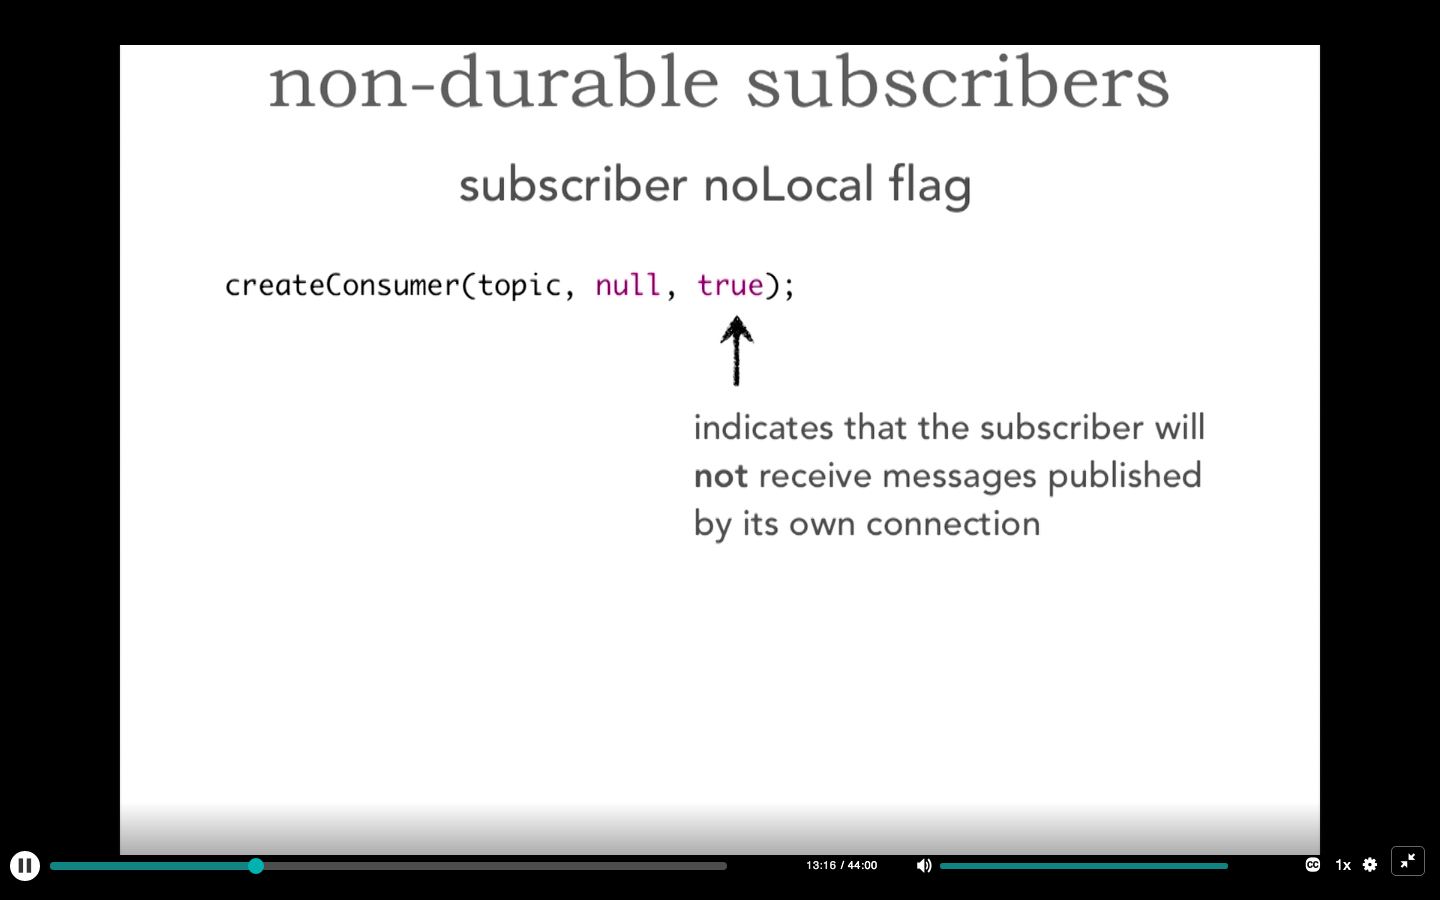 non-durable subscribers
subscriber noLocal flag
createConsumer(topic, null, true);
indicates that the subscriber will
not receive messages published
by its own connection
13:16 / 44:00
CC
1x